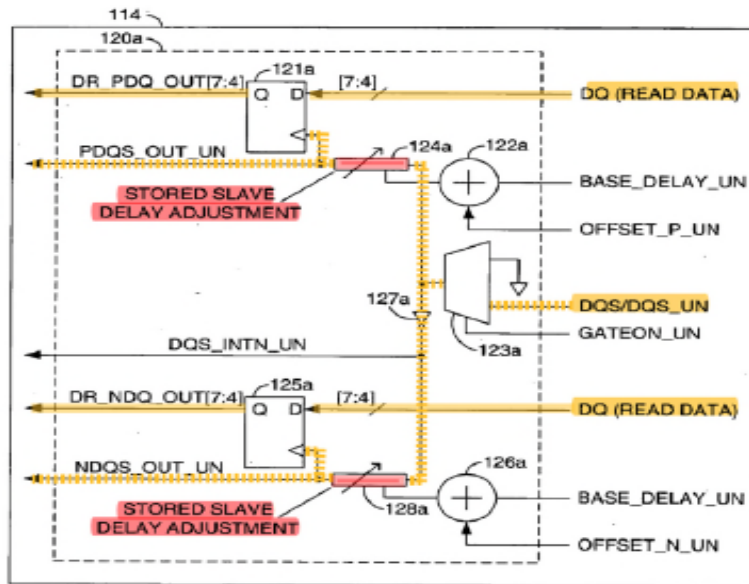 114
120a
DR_PDQ_OUT[7:4]
121a
Q D
[7:4]
DQ (READ DATA)
PDQS_OUT_UN
124a
122a
STORED SLAVE
DELAY ADJUSTMENT
+
BASE_DELAY_UN
OFFSET_P_UN
127a
DQS/DQS_UN
GATEON_UN
123a
DQS_INTN_UN
DR_NDQ_OUT[7:4]
125a
Q D
[7:4]
DQ (READ DATA)
NDQS_OUT_UN
126a
STORED SLAVE
DELAY ADJUSTMENT
128a
+
BASE_DELAY_UN
OFFSET_N_UN